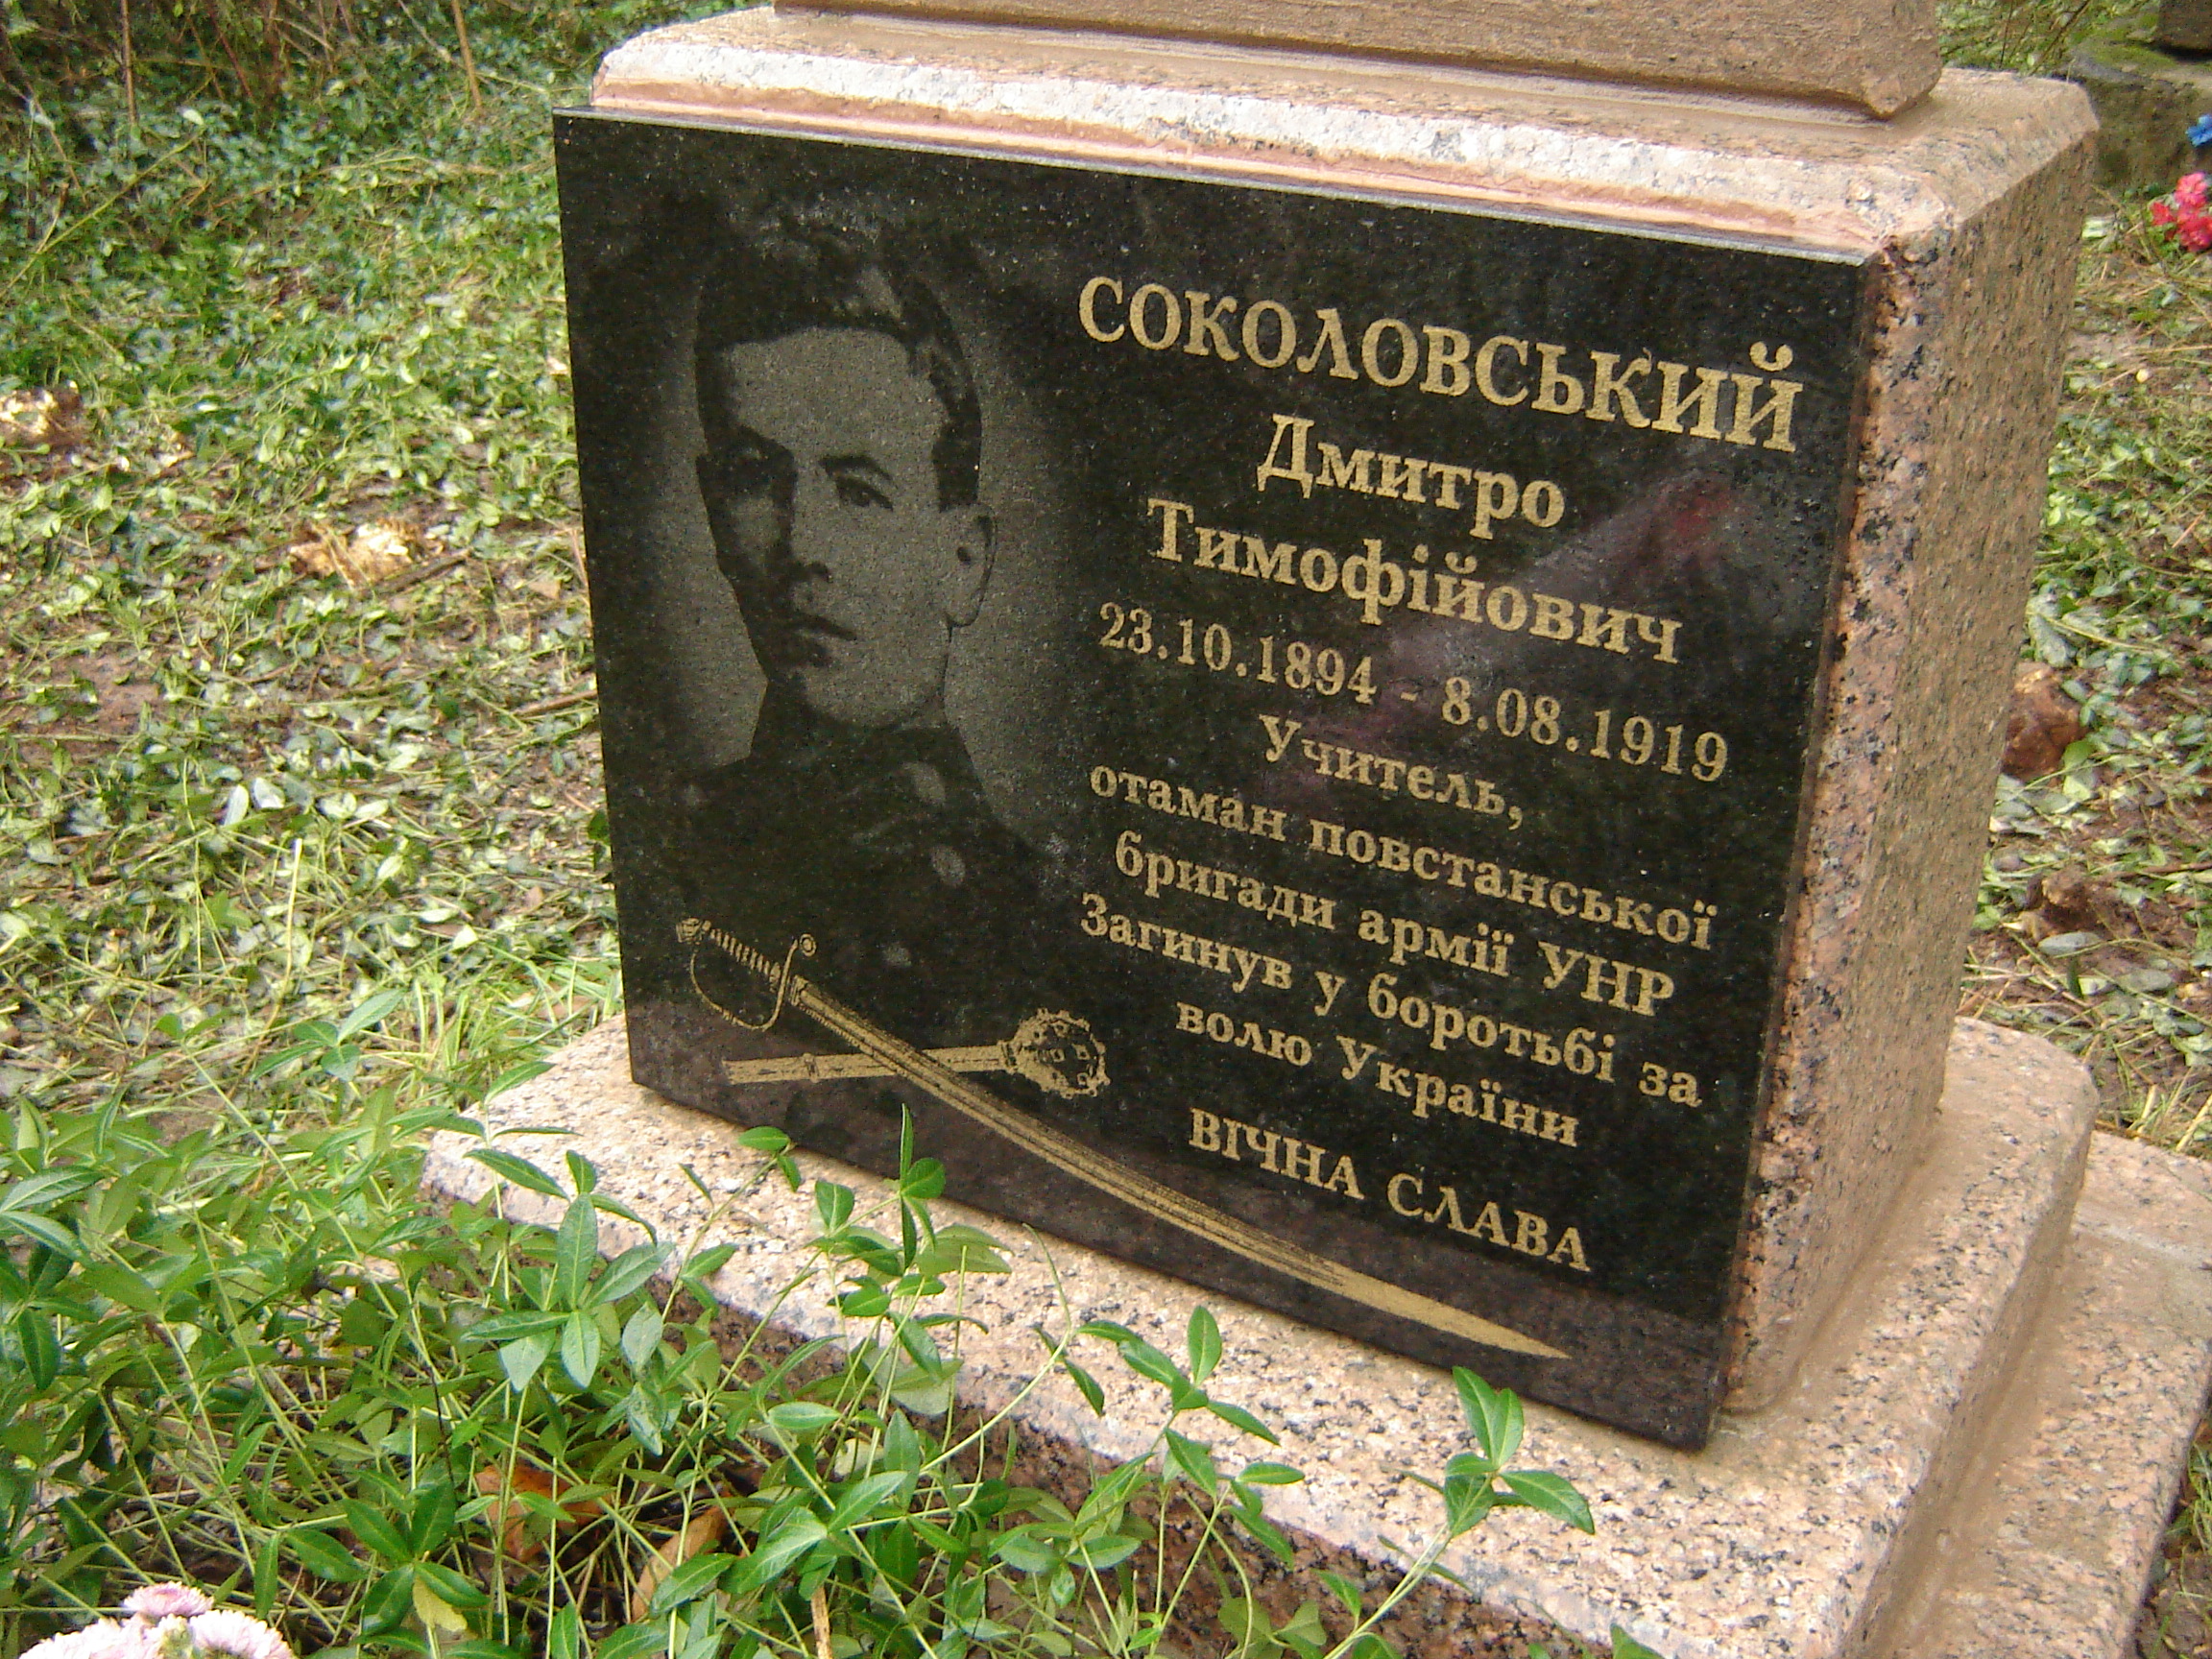 СОКОЛОВСЬКИЙ
Дмитро
Тимофійович
23.10.1894 - 8.08.1919
Учитель,
отаман повстанської
бригади армії УНР
Загинув у боротьбі за
волю України
ВІЧНА СЛАВА